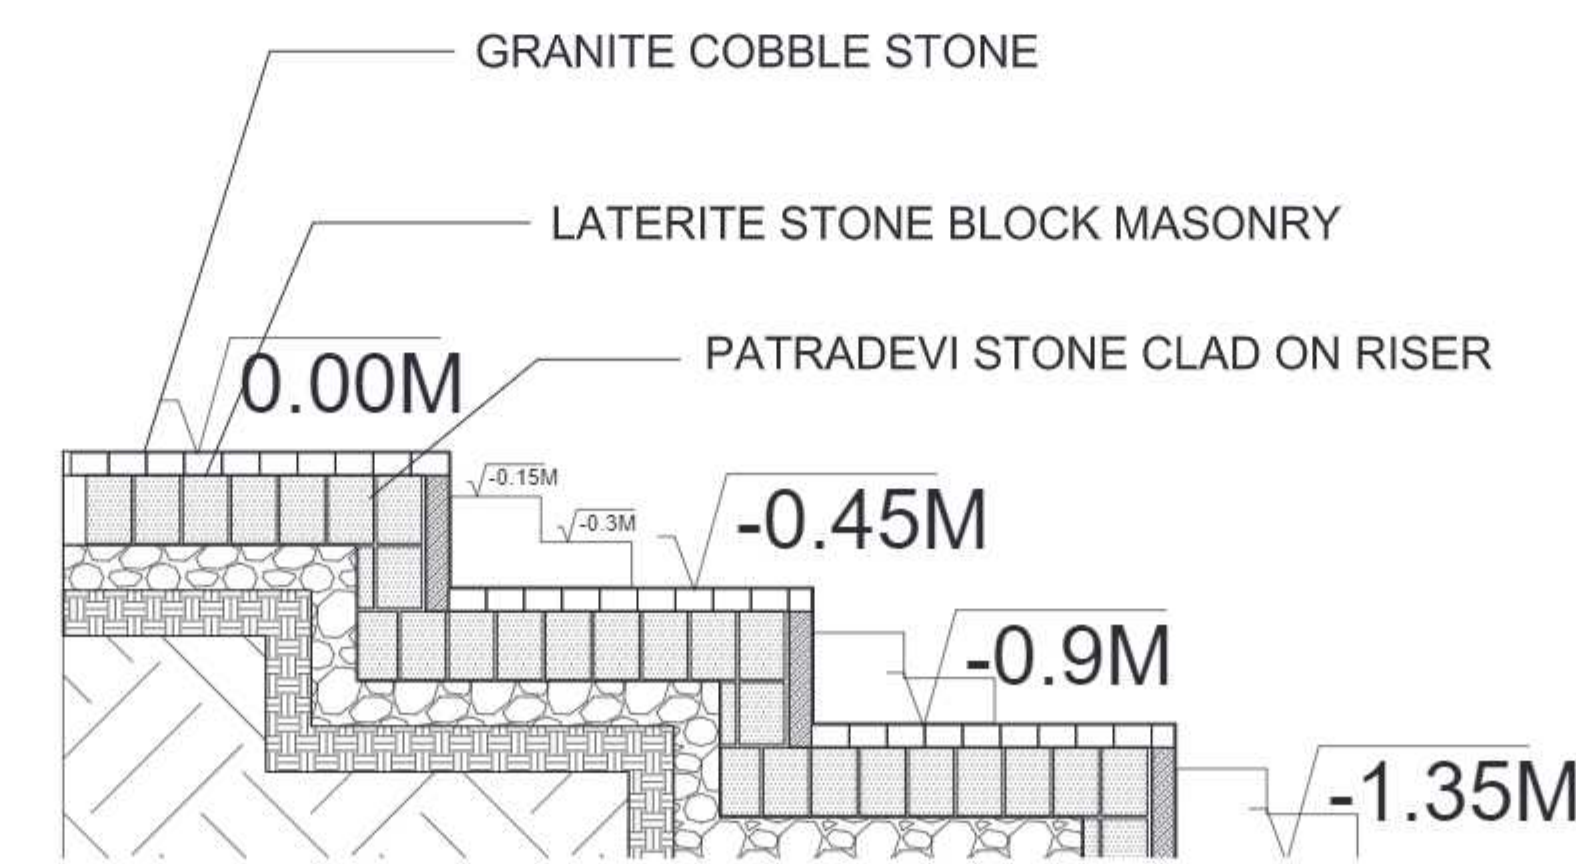 GRANITE COBBLE STONE
LATERITE STONE BLOCK MASONRY
PATRADEVI STONE CLAD ON RISER
0.00M
-0.15M
-0.3M
-0.45M
-0.9M
-1.35M